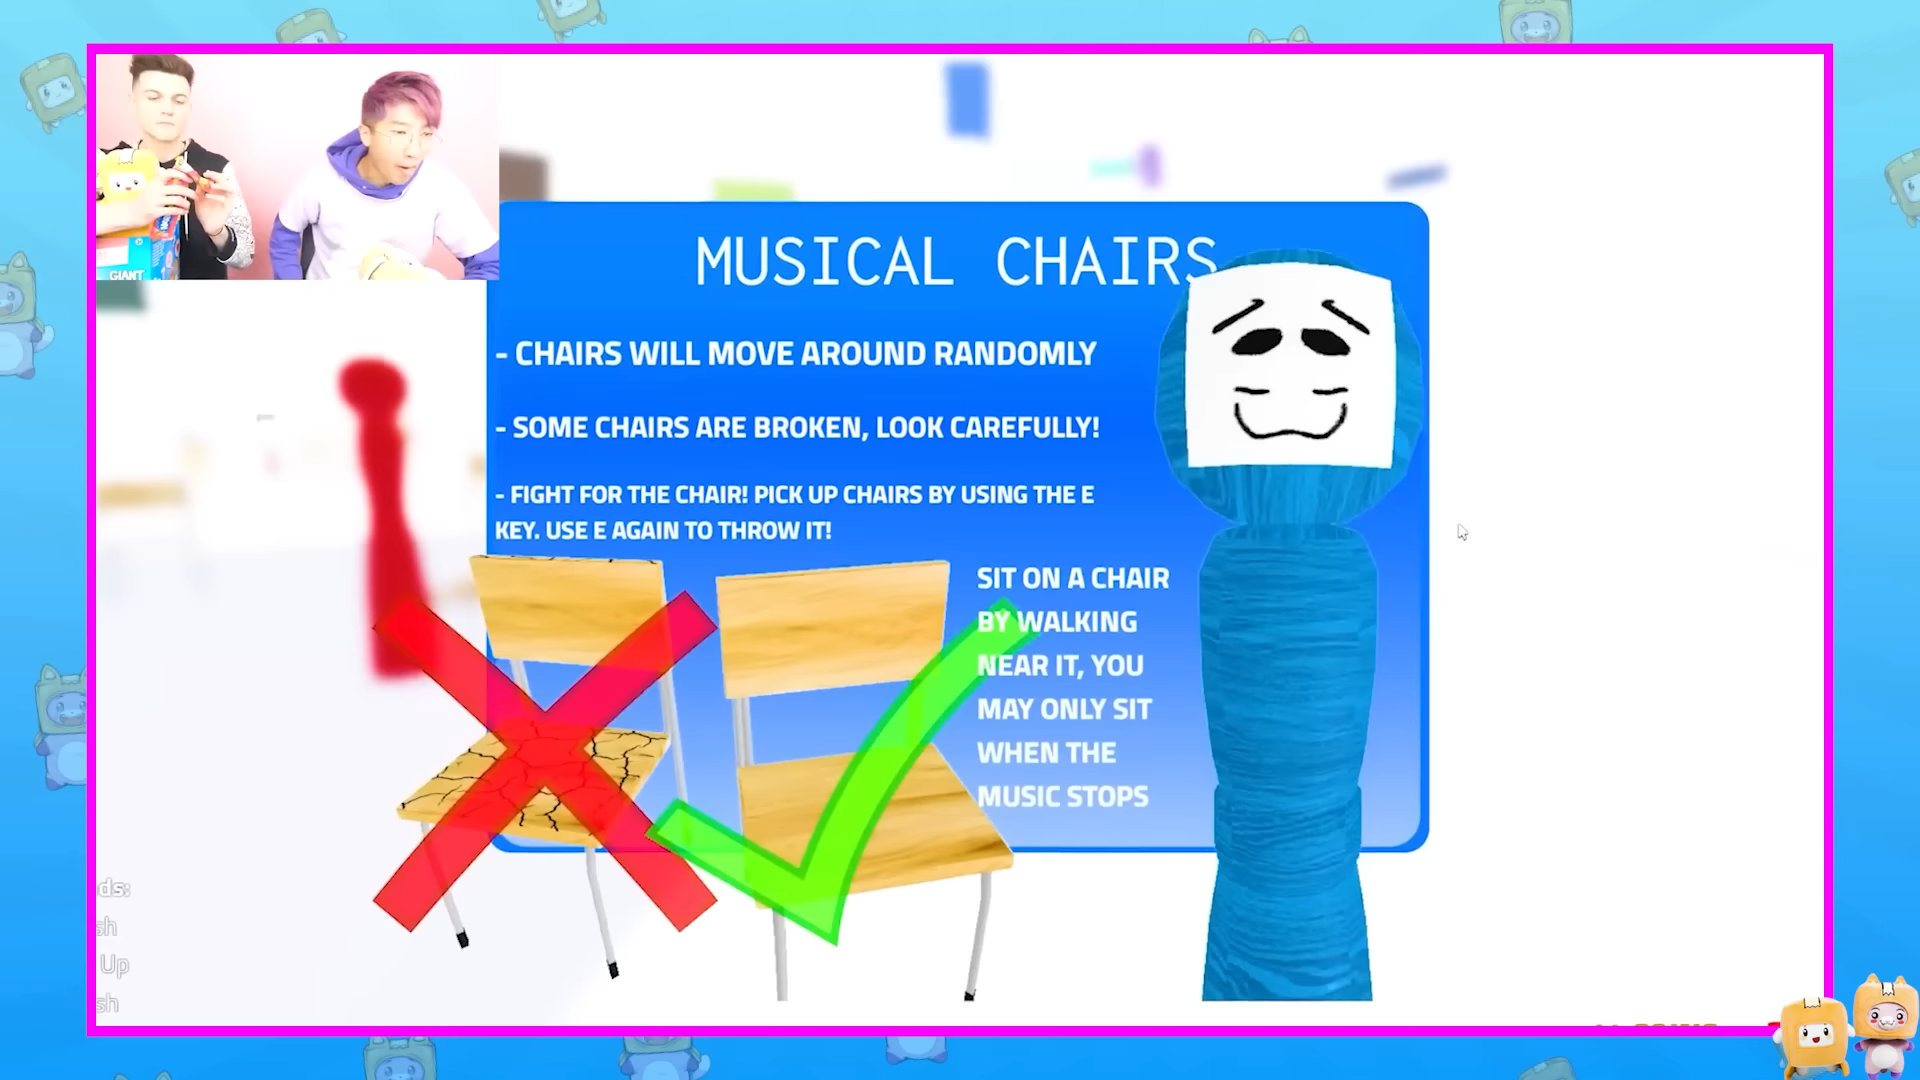 GIANT
MUSICAL CHAIRS
- CHAIRS WILL MOVE AROUND RANDOMLY
- SOME CHAIRS ARE BROKEN, LOOK CAREFULLY!
- FIGHT FOR THE CHAIR! PICK UP CHAIRS BY USING THE E
KEY. USE E AGAIN TO THROW IT!
SIT ON A CHAIR
BY WALKING
NEAR IT, YOU
MAY ONLY SIT
WHEN THE
MUSIC STOPS
ds:
sh
Up
sh